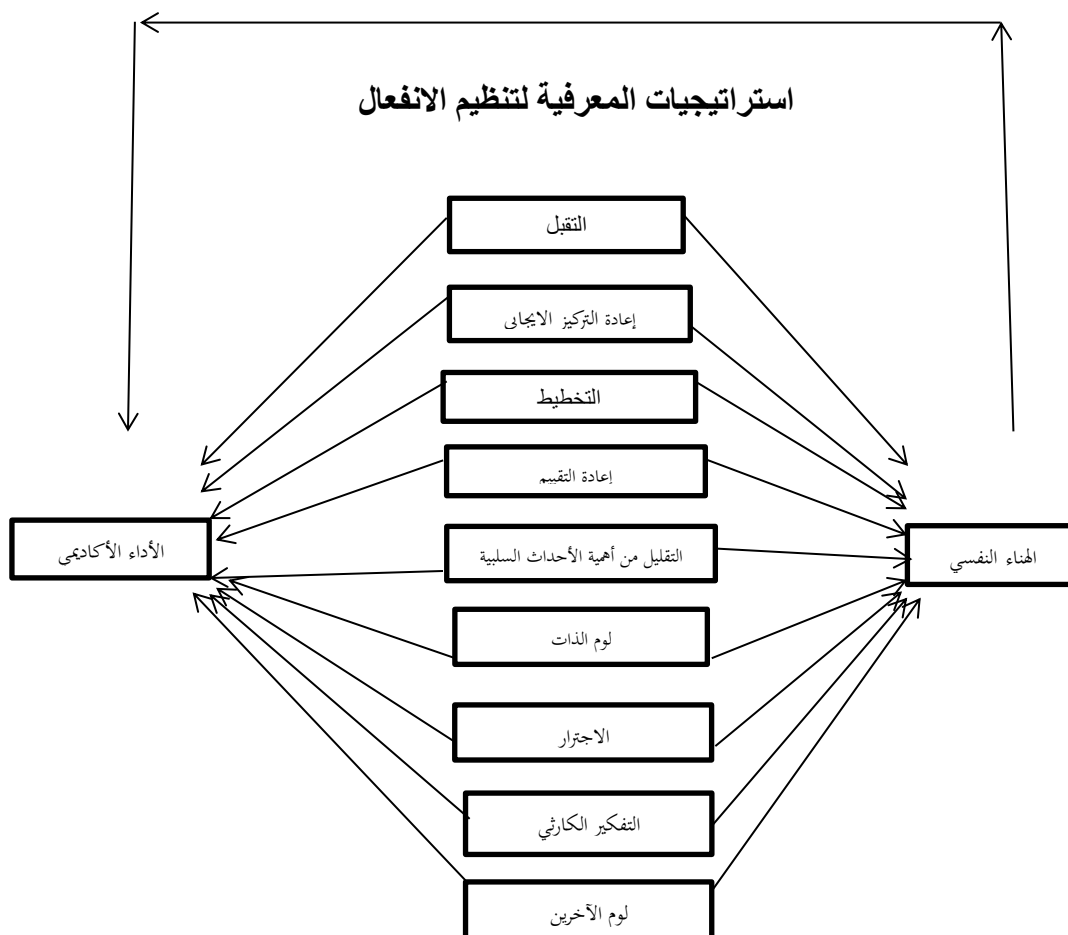 استراتيجيات المعرفية لتنظيم الانفعال
التقبل
إعادة التركيز الايجابى
التخطيط
إعادة التقييم
الأداء الأكاديمى
التقليل من أهمية الأحداث السلبية
الهناء النفسي
لوم الذات
الاجترار
التفكير الكارثي
لوم الآخرين